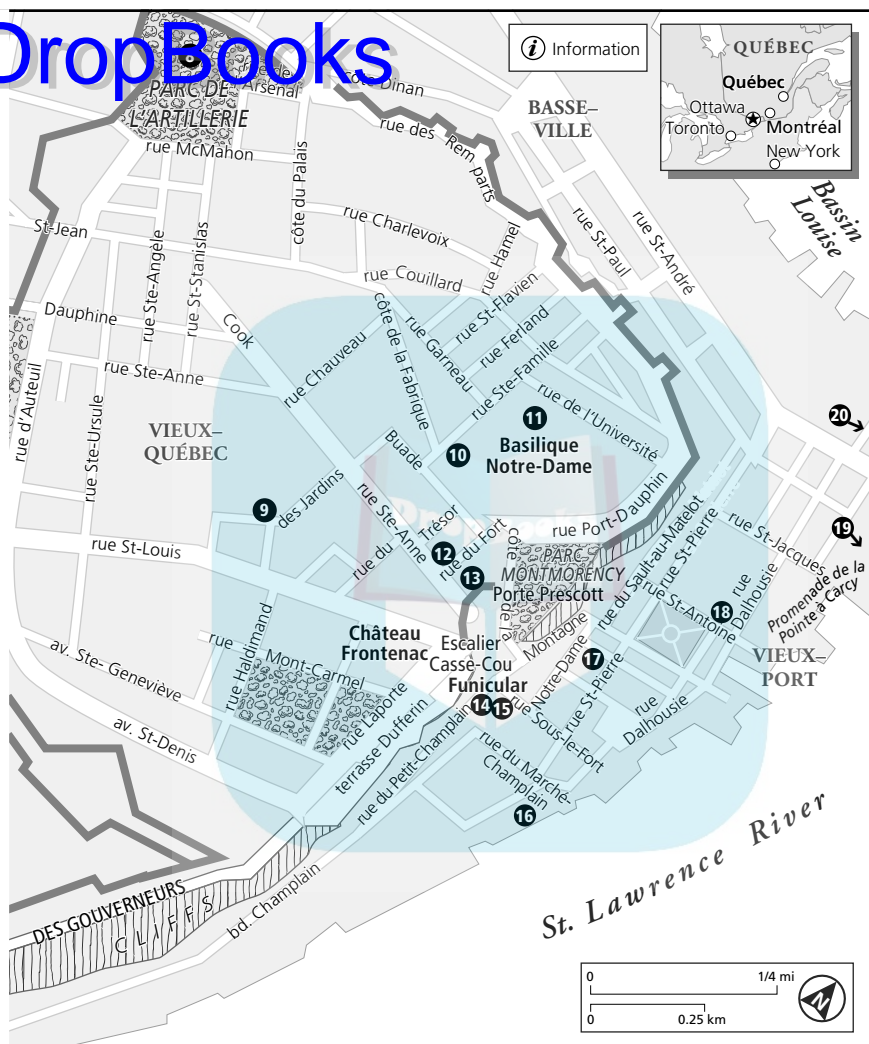 DropBooks
8
PARC DE
L'ARTILLERIE
Arsenal
côte Dinan
i Information
QUÉBEC
Québec
Ottawa
Toronto
Montréal
New York
BASSE–
VILLE
Bassin
Louise
rue McMahon
rue des Remparts
côte du Palais
St-Jean
rue Charlevoix
rue Hamel
rue St-Paul
rue St-André
rue Ste-Angèle
rue St-Stanislas
rue Couillard
rue St-Flavien
Dauphine
Cook
rue Garneau
rue Ferland
côte de la Fabrique
rue Chauveau
rue Ste-Famille
rue Ste-Anne
rue d'Auteuil
rue Ste-Ursule
rue de l'Université
20
11
VIEUX–
QUÉBEC
Buade
10
Basilique
Notre-Dame
9
des Jardins
rue Ste-Anne
Trésor
rue du
rue du Fort
rue Port-Dauphin
19
rue St-Louis
12
13
côte
de la
Montagne
PARC
MONTMORENCY
Porte Prescott
rue du Sault-au-Matelot
rue St-Pierre
rue St-Jacques
rue St-Antoine
rue
Dalhousie
18
Promenade de la
Pointe à Carcy
rue Haldimand
Château
Frontenac
Escalier
Cassé-Cou
Funicular
17
VIEUX–
PORT
av. Ste- Geneviève
rue
Mont-Carmel
rue Laporte
14
15
rue Notre-Dame
rue St-Pierre
rue
Dalhousie
av. St-Denis
terrasse Dufferin
rue du Petit-Champlain
rue Sous-le-Fort
rue du Marché-
Champlain
16
St. Lawrence River
DES GOUVERNEURS
CLIFFS
bd. Champlain
0
1/4 mi
0
0.25 km
N
DropBooks